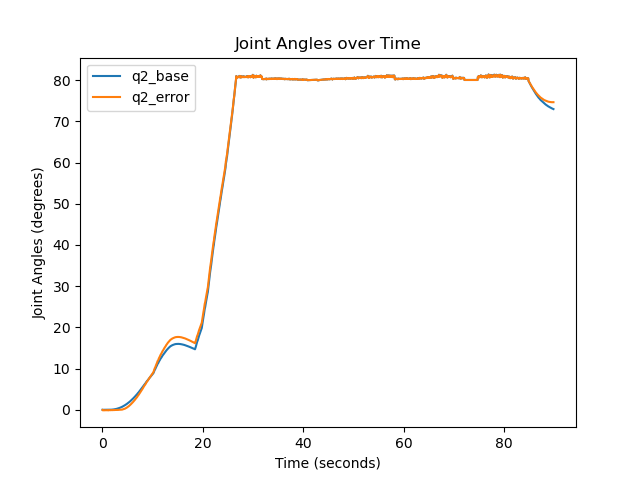 Joint Angles over Time
q2_base
q2_error
Joint Angles (degrees)
80
70
60
50
40
30
20
10
0
0 20 40 60 80
Time (seconds)